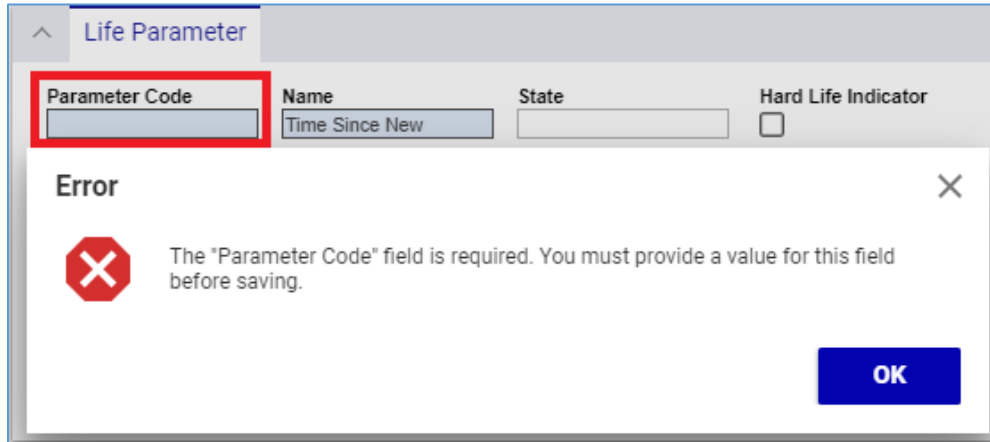 Life Parameter
Parameter Code Name State Hard Life Indicator
Time Since New
Error
The "Parameter Code" field is required. You must provide a value for this field
before saving.
OK